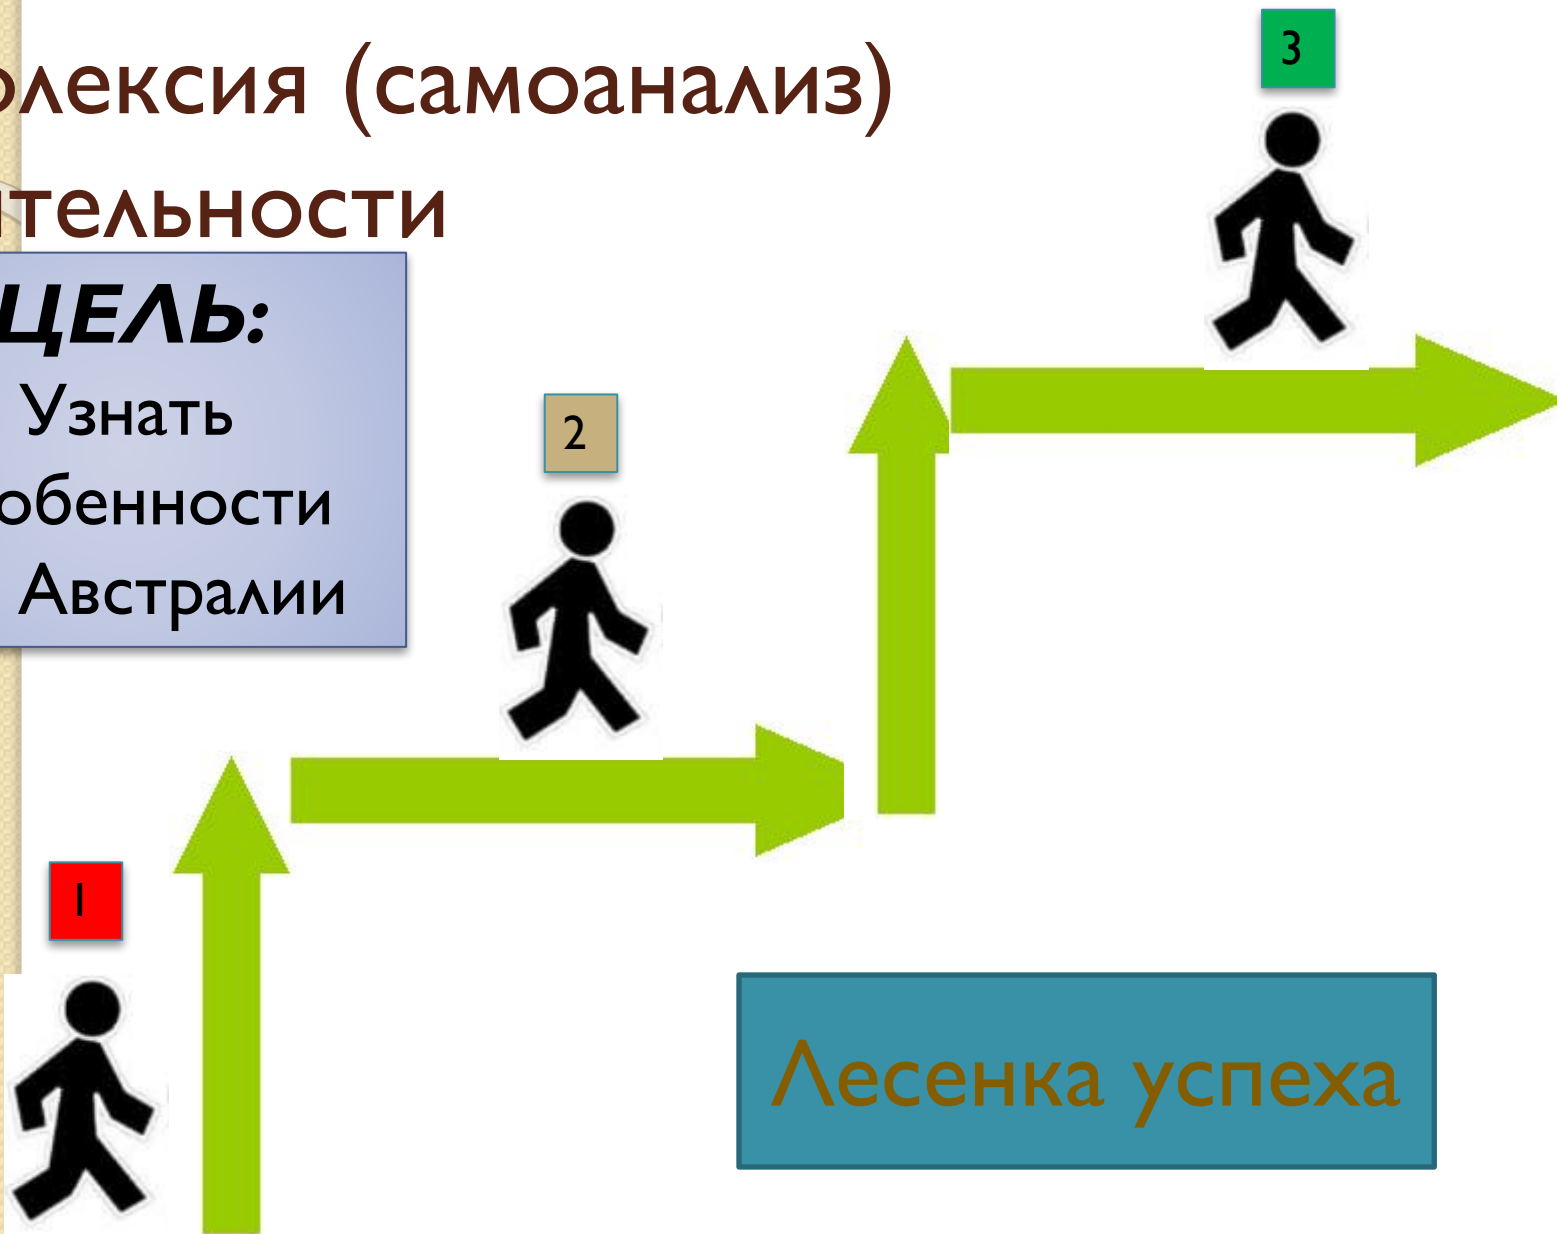 лексия (самоанализ)
тельности
3
ЦЕЛЬ:
Узнать
обенности
Австралии
2
1
Лесенка успеха